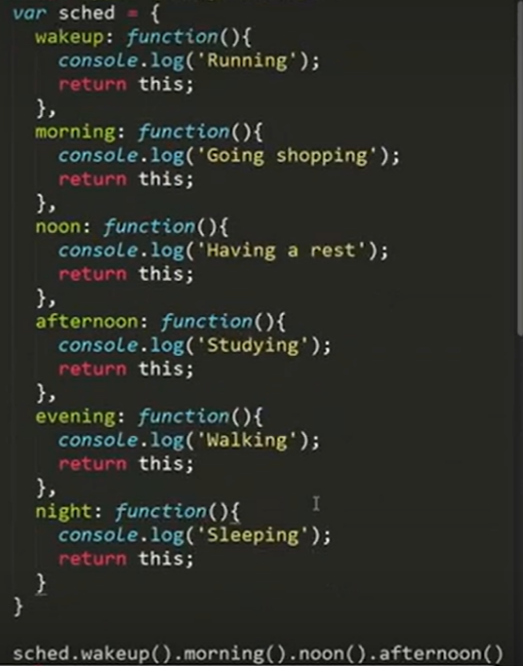 var sched = {
  wakeup: function(){
    console.log('Running');
    return this;
  },
  morning: function(){
    console.log('Going shopping');
    return this;
  },
  noon: function(){
    console.log('Having a rest');
    return this;
  },
  afternoon: function(){
    console.log('Studying');
    return this;
  },
  evening: function(){
    console.log('Walking');
    return this;
  },
  night: function(){
    console.log('Sleeping');
    return this;
  }
}

sched.wakeup().morning().noon().afternoon()